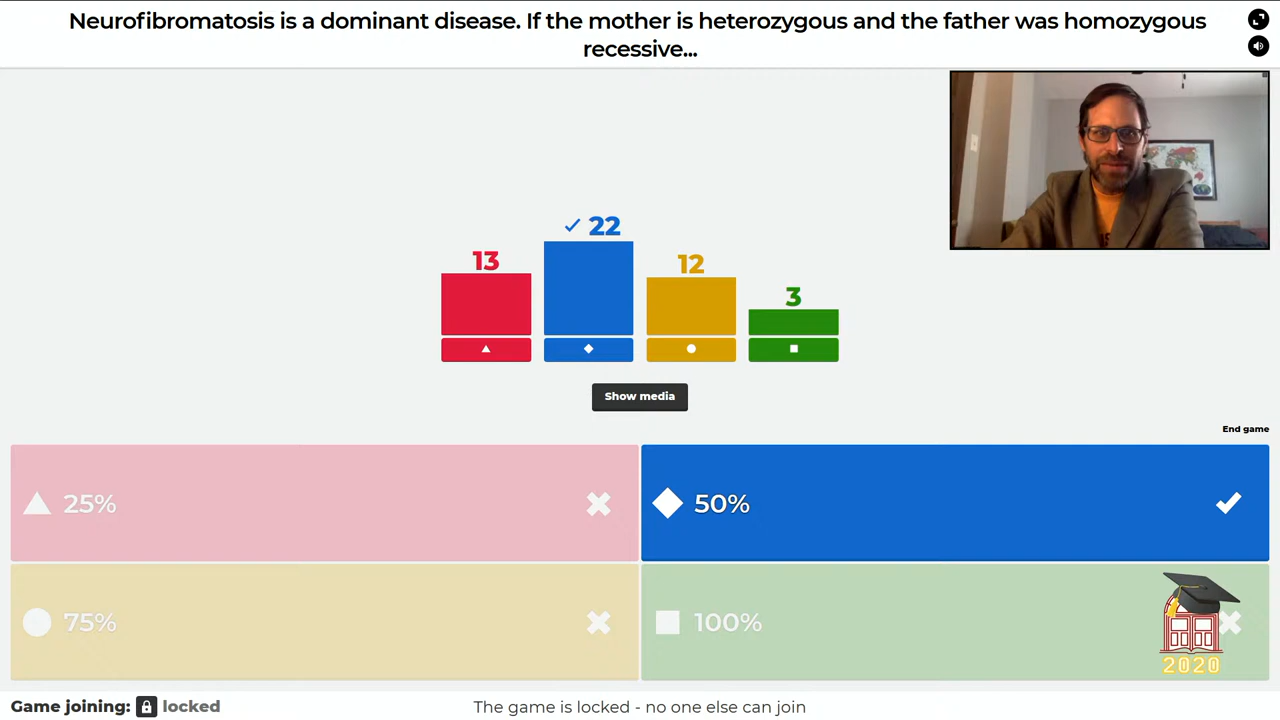 Neurofibromatosis is a dominant disease. If the mother is heterozygous and the father was homozygous
recessive...
13
22
12
3
Show media
End game
25%
50%
75%
100%
2020
Game joining: locked
The game is locked - no one else can join